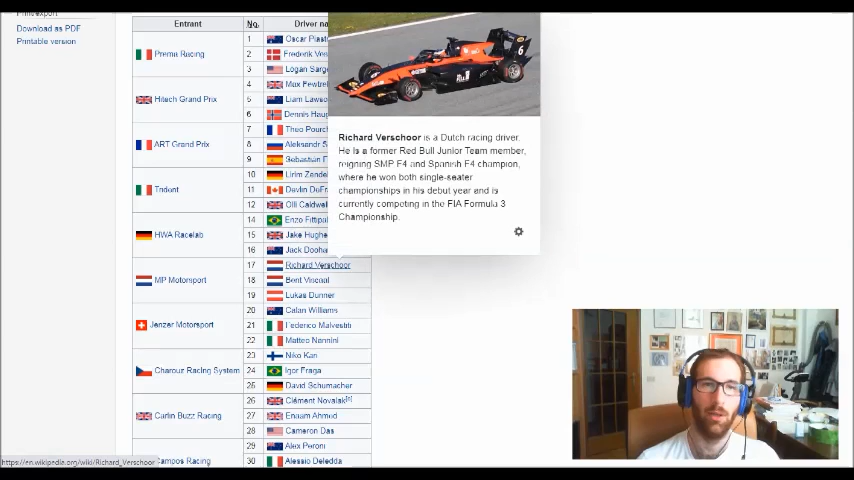 Print/export
Download as PDF
Printable version
Entrant No. Driver na
Prema Racing
1 Oscar Piast
2 Frederik Ves
3 Logan Sarge
Hitech Grand Prix
4 Max Fewtrel
5 Liam Lawso
6 Dennis Haug
ART Grand Prix
7 Theo Pourch
8 Aleksandr S
9 Sebastian F
Trident
10 Lirim Zende
11 Devlin DeFr
12 Olli Caldwel
HWA Racelab
14 Enzo Fittipal
15 Jake Hughe
16 Jack Dooha
MP Motorsport
17 Richard Verschoor
18 Bent Viscaal
19 Lukas Dunner
Jenzer Motorsport
20 Calan Williams
21 Federico Malvestiti
22 Matteo Nannini
Charouz Racing System
23 Niko Kari
24 Igor Fraga
25 David Schumacher
Carlin Buzz Racing
26 Clément Novalak
27 Enaam Ahmed
28 Cameron Das
Campos Racing
29 Alex Peroni
30 Alessio Deledda
6
Richard Verschoor is a Dutch racing driver.
He is a former Red Bull Junior Team member,
reigning SMP F4 and Spanish F4 champion,
where he won both single-seater
championships in his debut year and is
currently competing in the FIA Formula 3
Championship.
https://en.wikipedia.org/wiki/Richard_Verschoor